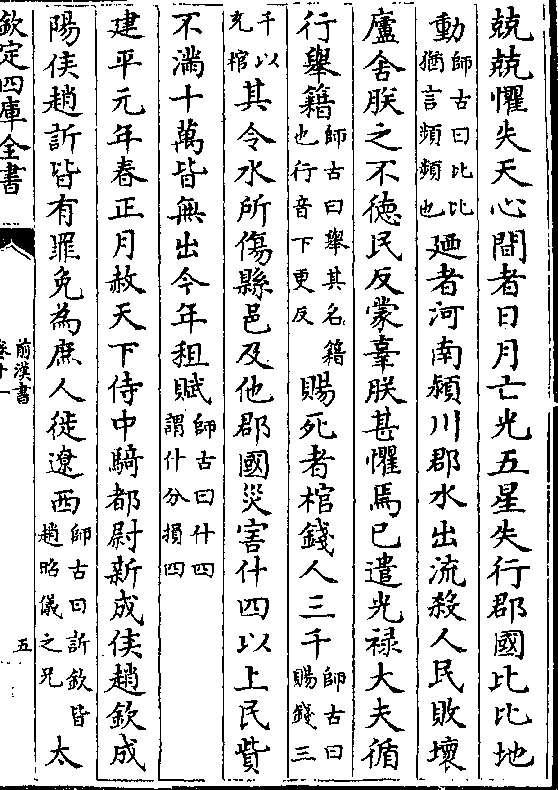 兢兢懼失天心間者日月亡光五星失行郡國比比地
動師古曰比比猶言頻頻也廼者河南潁川郡水出流殺人民敗壞
廬舍朕之不德民反蒙辜朕甚懼焉已遣光禄大夫循
行舉籍師古曰舉其名籍也行音下更反賜死者棺錢人三千師古曰賜錢三
千以充棺其令水所傷縣邑及他郡國災害什四以上民貲
不滿十萬皆無出今年租賦師古曰什四謂什分損四
建平元年春正月赦天下侍中騎都尉新成侯趙欽成
陽侯趙訢皆有罪免為庶人徙遼西師古曰訢欽皆趙昭儀之兄太
欽定四庫全書
前漢書
卷十一
五